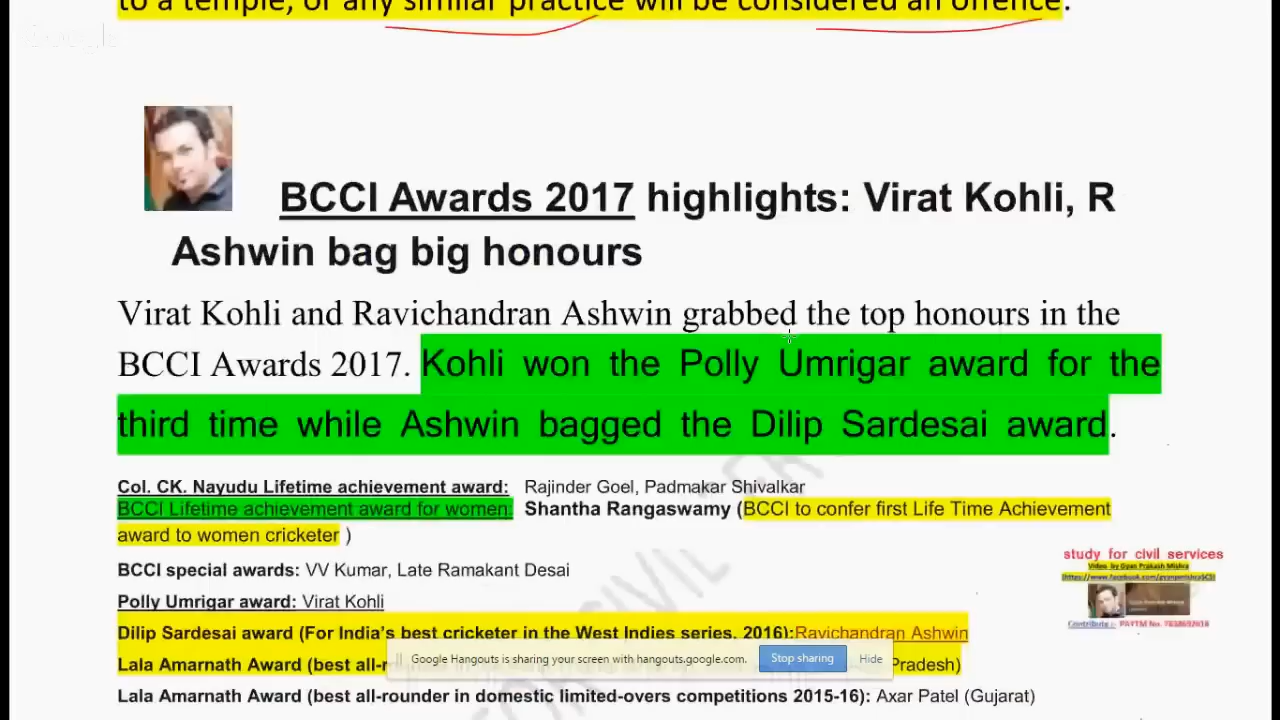 to a temple, or any similar practice will be considered an offence.
Google
BCCI Awards 2017 highlights: Virat Kohli, R
Ashwin bag big honours
Virat Kohli and Ravichandran Ashwin grabbed the top honours in the
BCCI Awards 2017. Kohli won the Polly Umrigar award for the
third time while Ashwin bagged the Dilip Sardesai award.
Col. CK. Nayudu Lifetime achievement award: Rajinder Goel, Padmakar Shivalkar
BCCI Lifetime achievement award for women: Shantha Rangaswamy (BCCI to confer first Life Time Achievement
award to women cricketer )
BCCI special awards: VV Kumar, Late Ramakant Desai
study for civil services
Video by Gyan Prakash Mishra
Polly Umrigar award: Virat Kohli
Dilip Sardesai award (For India's best cricketer in the West Indies series, 2016):Ravichandran Ashwin
Google Hangouts is sharing your screen with hangouts.google.com. Stop sharing Hide
Lala Amarnath Award (best all-r Pradesh)
Lala Amarnath Award (best all-rounder in domestic limited-overs competitions 2015-16): Axar Patel (Gujarat)